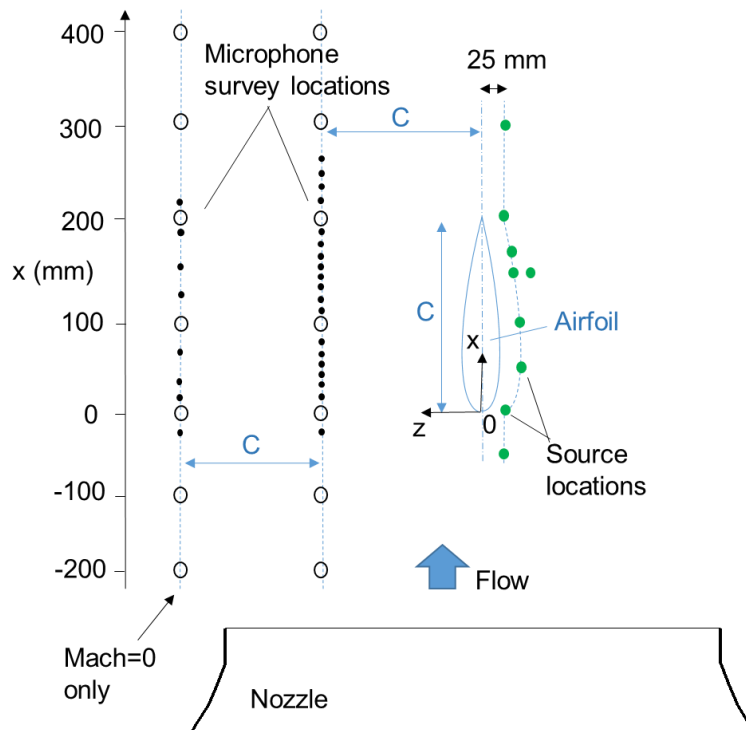 400
Microphone
survey locations
25 mm
300
C
200
x (mm)
C
100
Airfoil
x
0
z
0
C
Source
locations
-100
-200
Flow
Mach=0
only
Nozzle